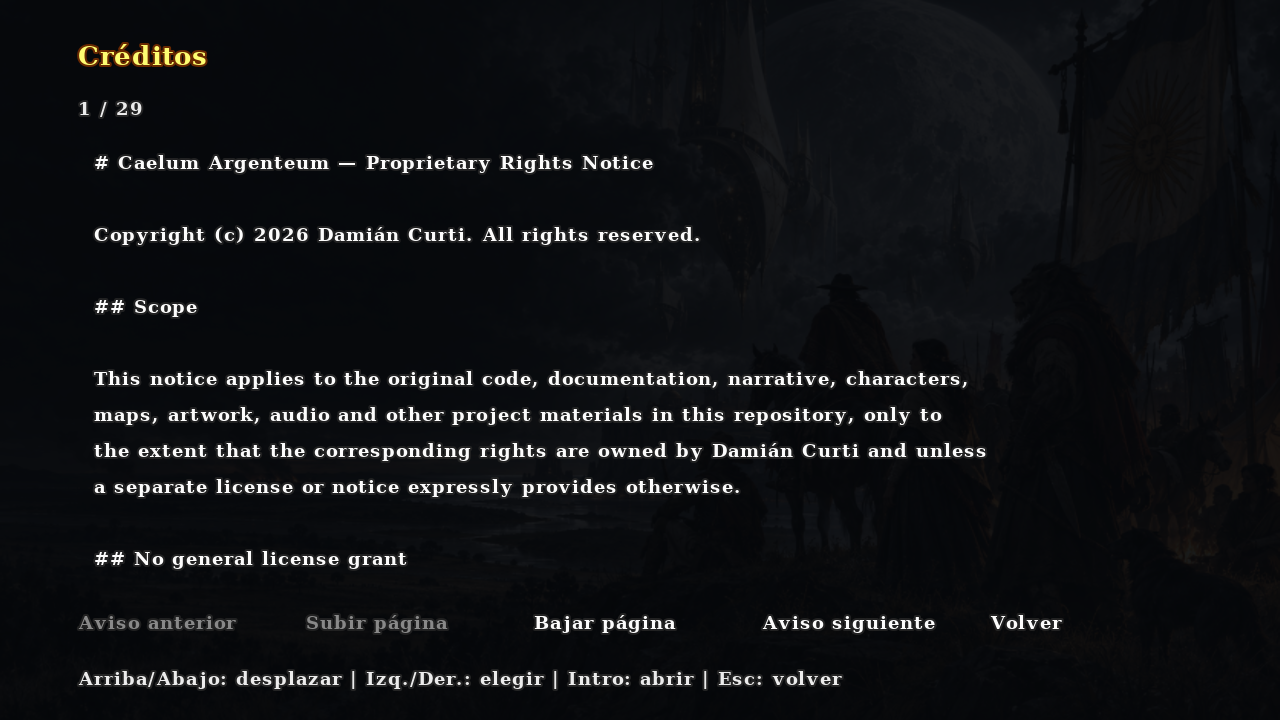 Créditos
1 / 29
# Caelum Argenteum — Proprietary Rights Notice
Copyright (c) 2026 Damián Curti. All rights reserved.
## Scope
This notice applies to the original code, documentation, narrative, characters,
maps, artwork, audio and other project materials in this repository, only to
the extent that the corresponding rights are owned by Damián Curti and unless
a separate license or notice expressly provides otherwise.
## No general license grant
Aviso anterior Subir página Bajar página Aviso siguiente Volver
Arriba/Abajo: desplazar | Izq./Der.: elegir | Intro: abrir | Esc: volver